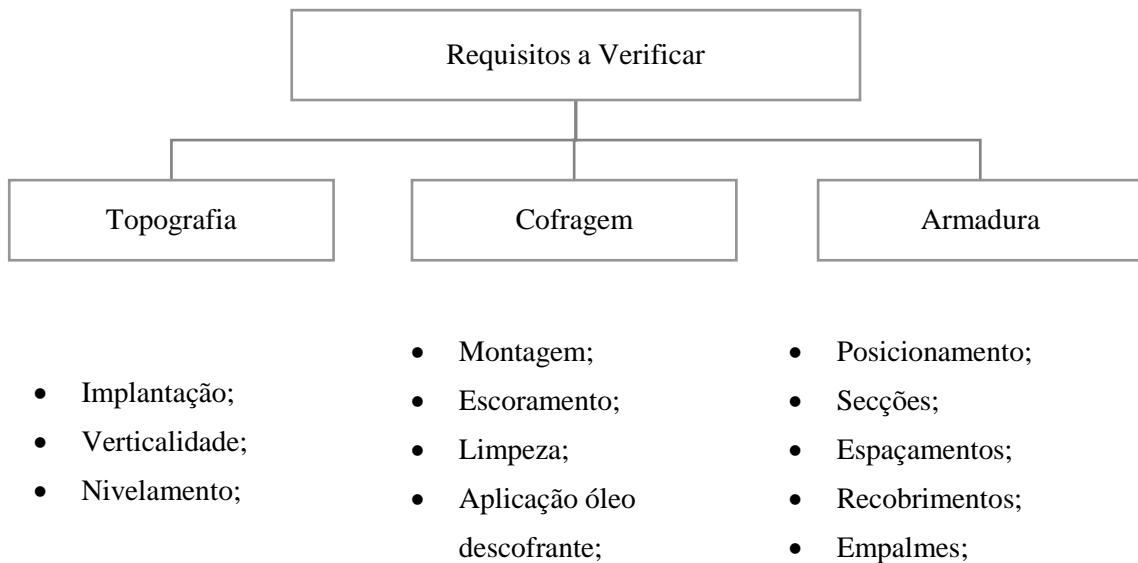 Requisitos a Verificar
Topografia
Cofragem
Armadura
• Implantação;
• Verticalidade;
• Nivelamento;
• Montagem;
• Escoramento;
• Limpeza;
• Aplicação óleo
descofrante;
• Posicionamento;
• Secções;
• Espaçamentos;
• Recobrimentos;
• Empalmes;